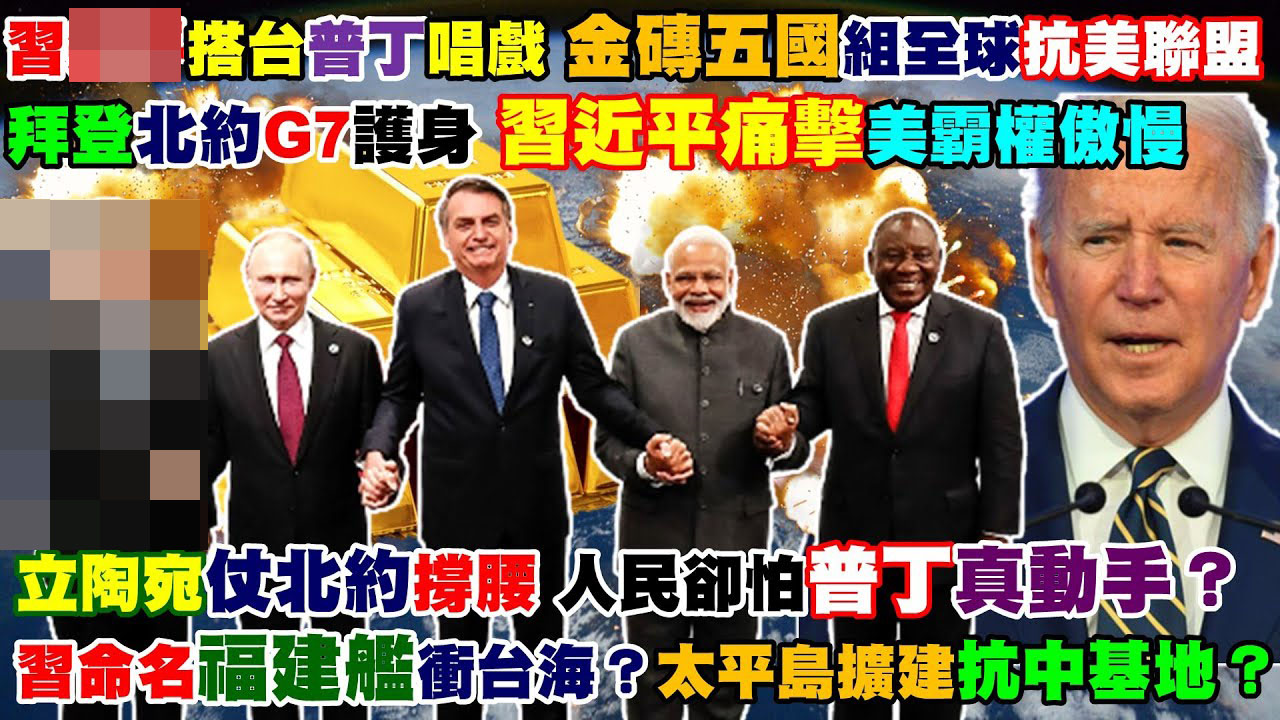 習 搭台普丁唱戲 金磚五國組全球抗美聯盟
拜登北約G7護身 習近平痛擊美霸權傲慢
立陶宛仗北約撐腰 人民卻怕普丁真動手？
習命名福建艦衝台海？太平島擴建抗中基地？